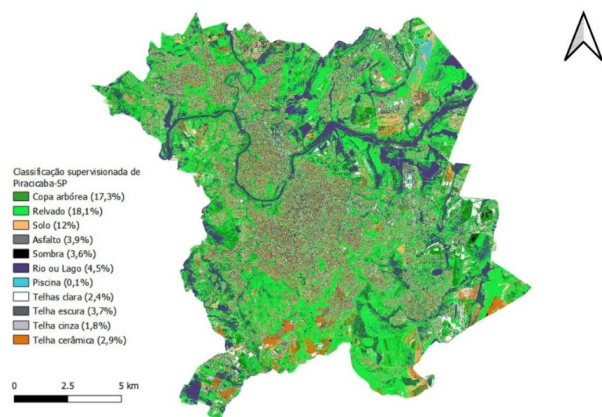 Classificação supervisionada de
Piracicaba-SP
Copa arbórea (17,3%)
Relvado (18,1%)
Solo (12%)
Asfalto (3,9%)
Sombra (3,6%)
Rio ou Lago (4,5%)
Piscina (0,1%)
Telhas clara (2,4%)
Telha escura (3,7%)
Telha cinza (1,8%)
Telha cerâmica (2,9%)
0 2.5 5 km